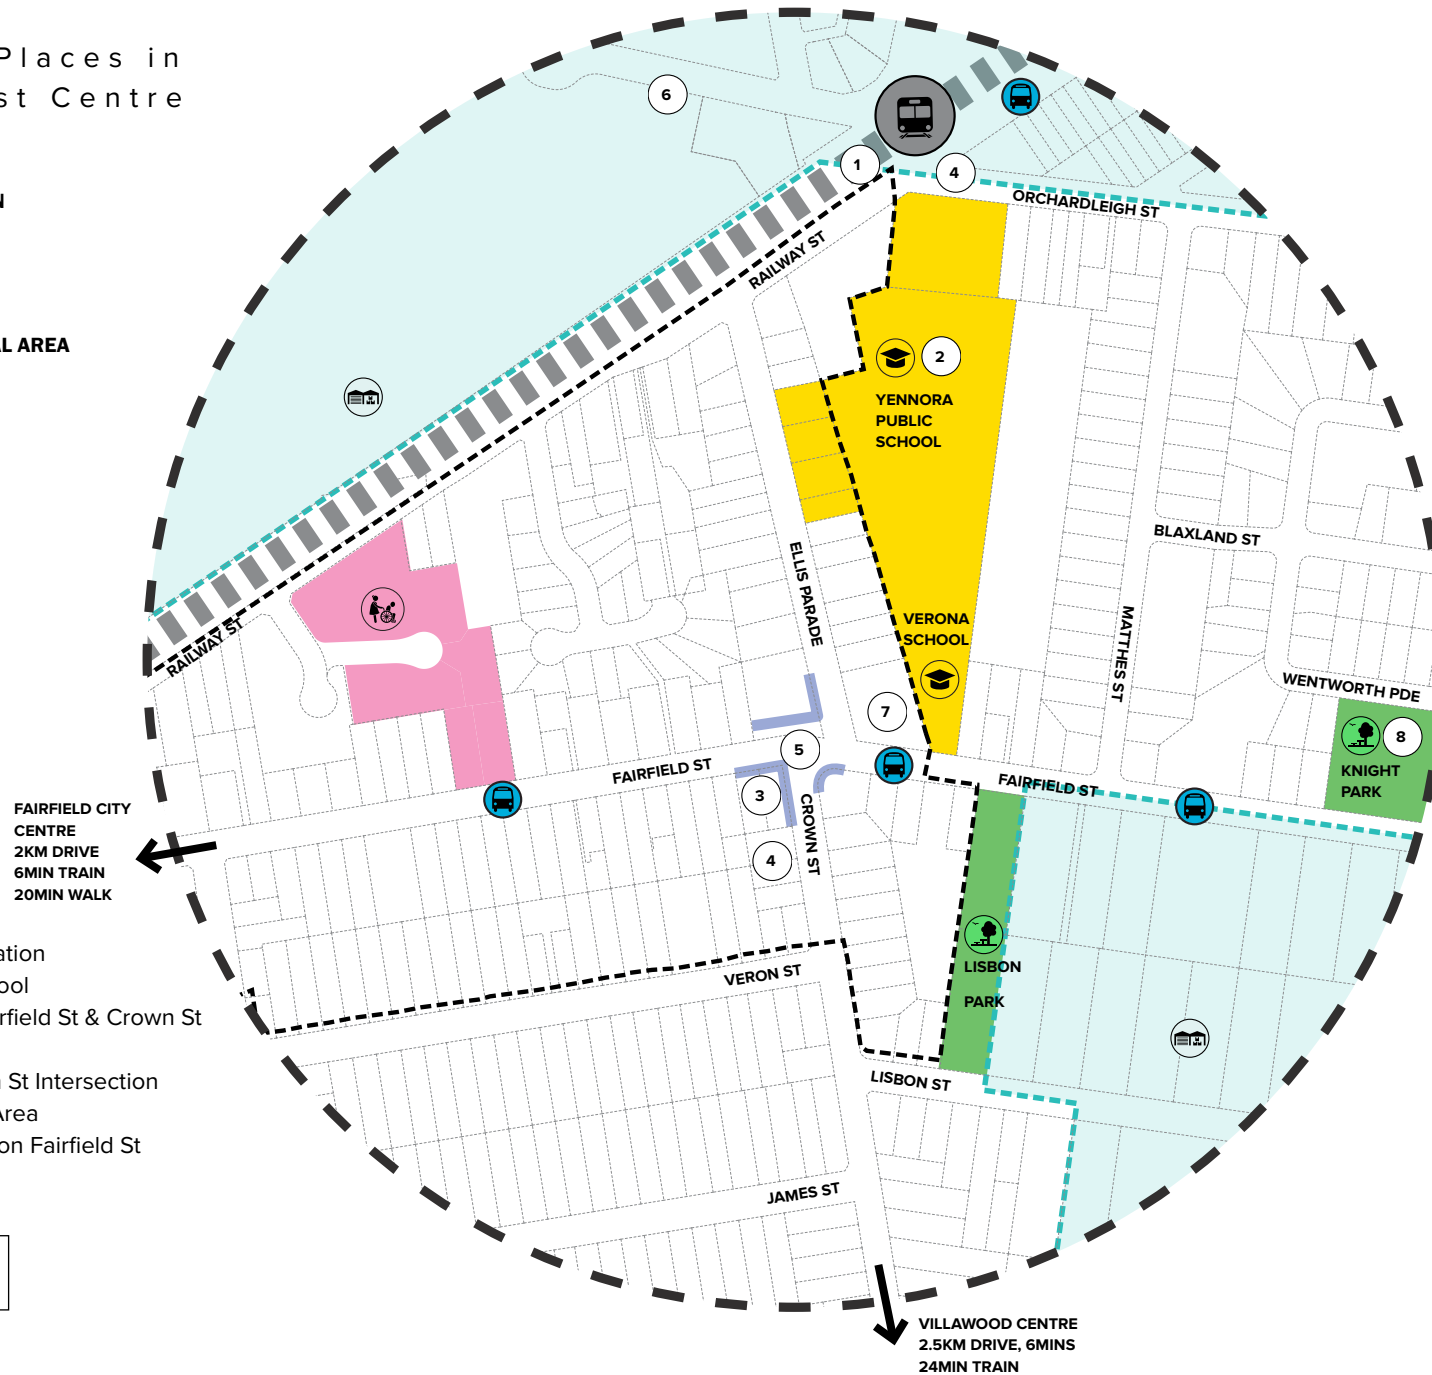 Places in
st Centre
N
AL AREA
6
1
4
ORCHARDLEIGH ST
RAILWAY ST
2
YENNORA
PUBLIC
SCHOOL
BLAXLAND ST
ELLIS PARADE
MATTHES ST
VERONA
SCHOOL
RAILWAY ST
WENTWORTH PDE
7
8
5
KNIGHT
PARK
FAIRFIELD ST
FAIRFIELD ST
3
CROWN ST
4
FAIRFIELD CITY
CENTRE
2KM DRIVE
6MIN TRAIN
20MIN WALK
LISBON
PARK
VERON ST
ation
ool
rfield St & Crown St
n St Intersection
Area
on Fairfield St
LISBON ST
JAMES ST
VILLAWOOD CENTRE
2.5KM DRIVE, 6MINS
24MIN TRAIN